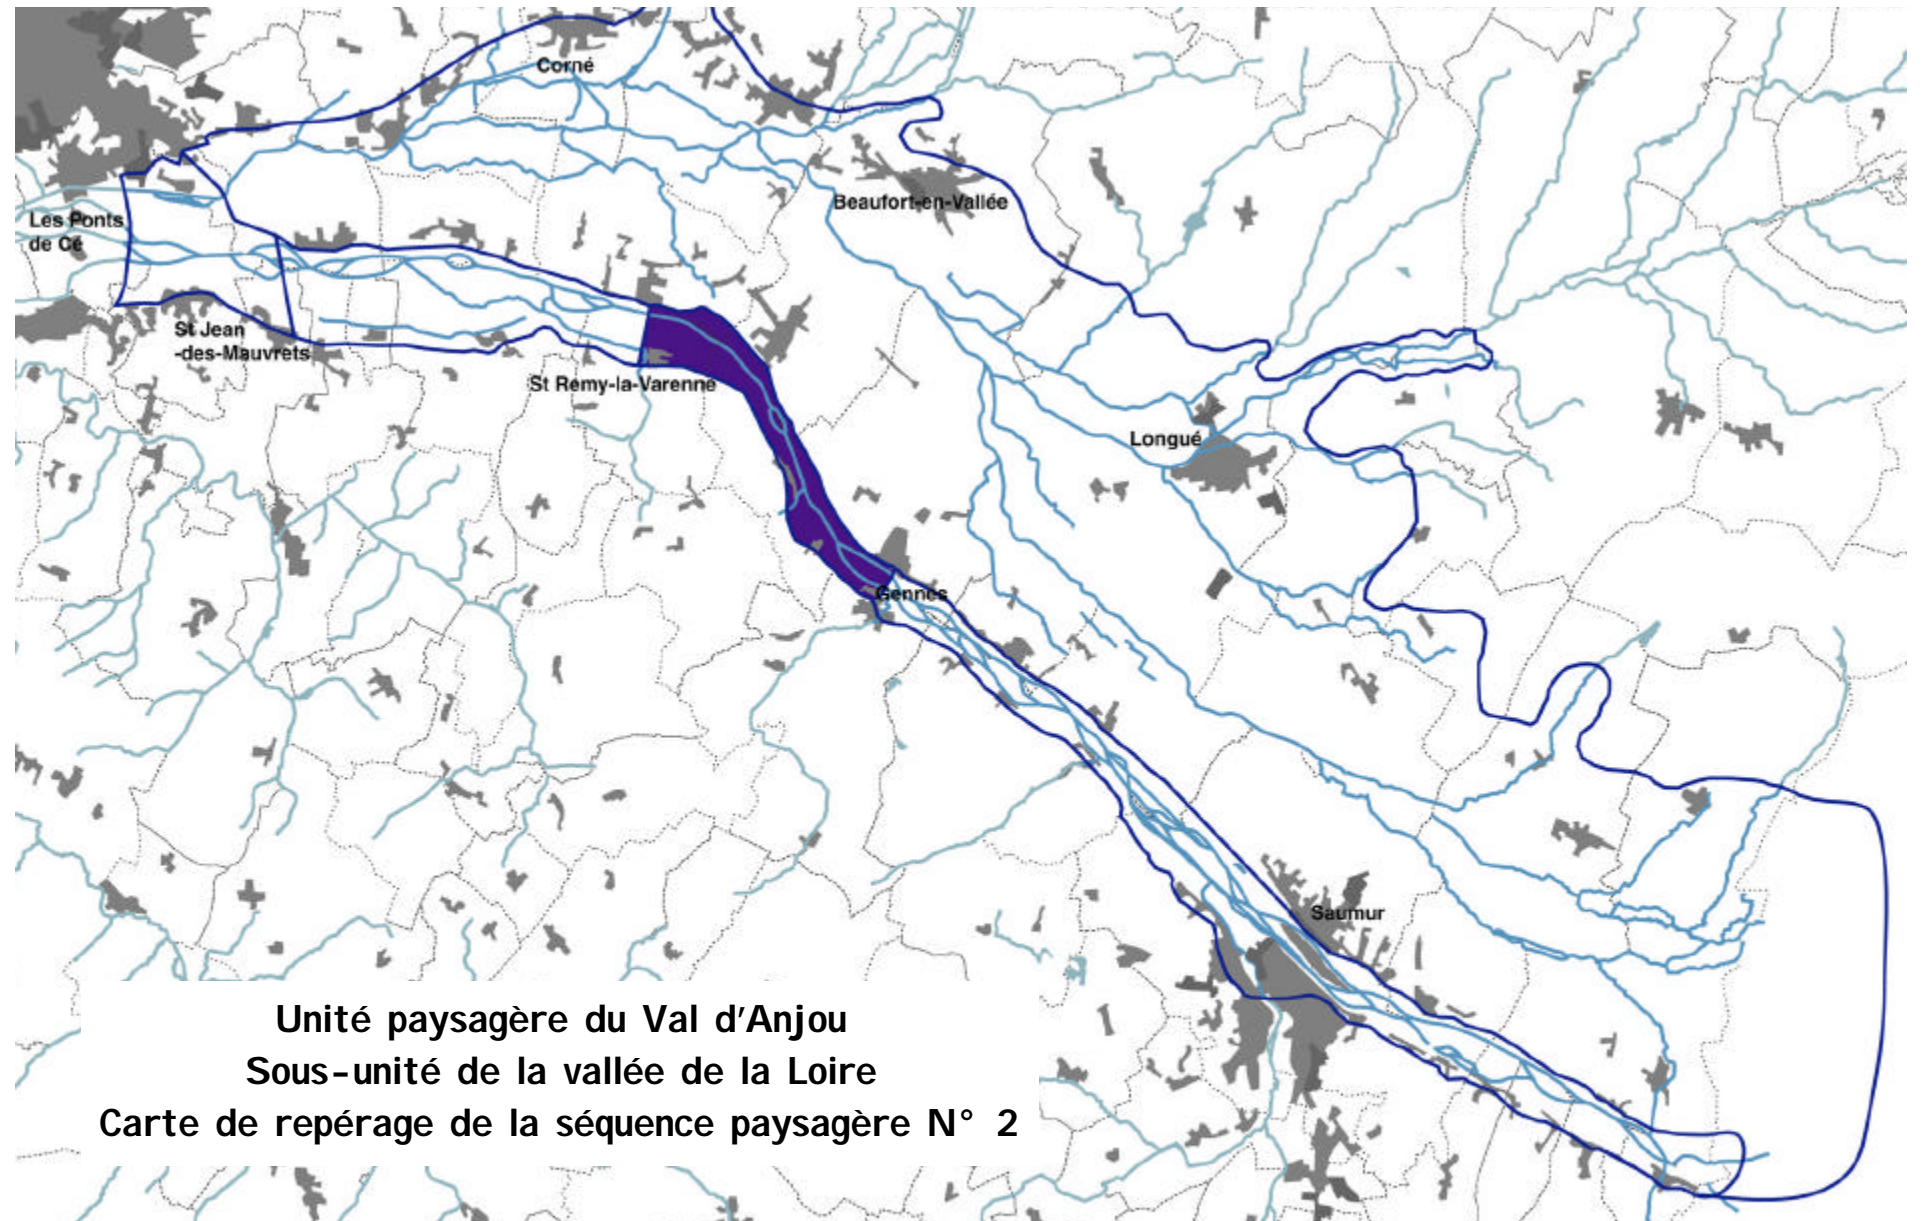 Corné
Beaufort-en-Vallée
Les Ponts
de Cé
St Jean
-des-Mauvrets
St Rémy-la-Varenne
Longué
Gennes
Saumur
Unité paysagère du Val d'Anjou
Sous-unité de la vallée de la Loire
Carte de repérage de la séquence paysagère N° 2